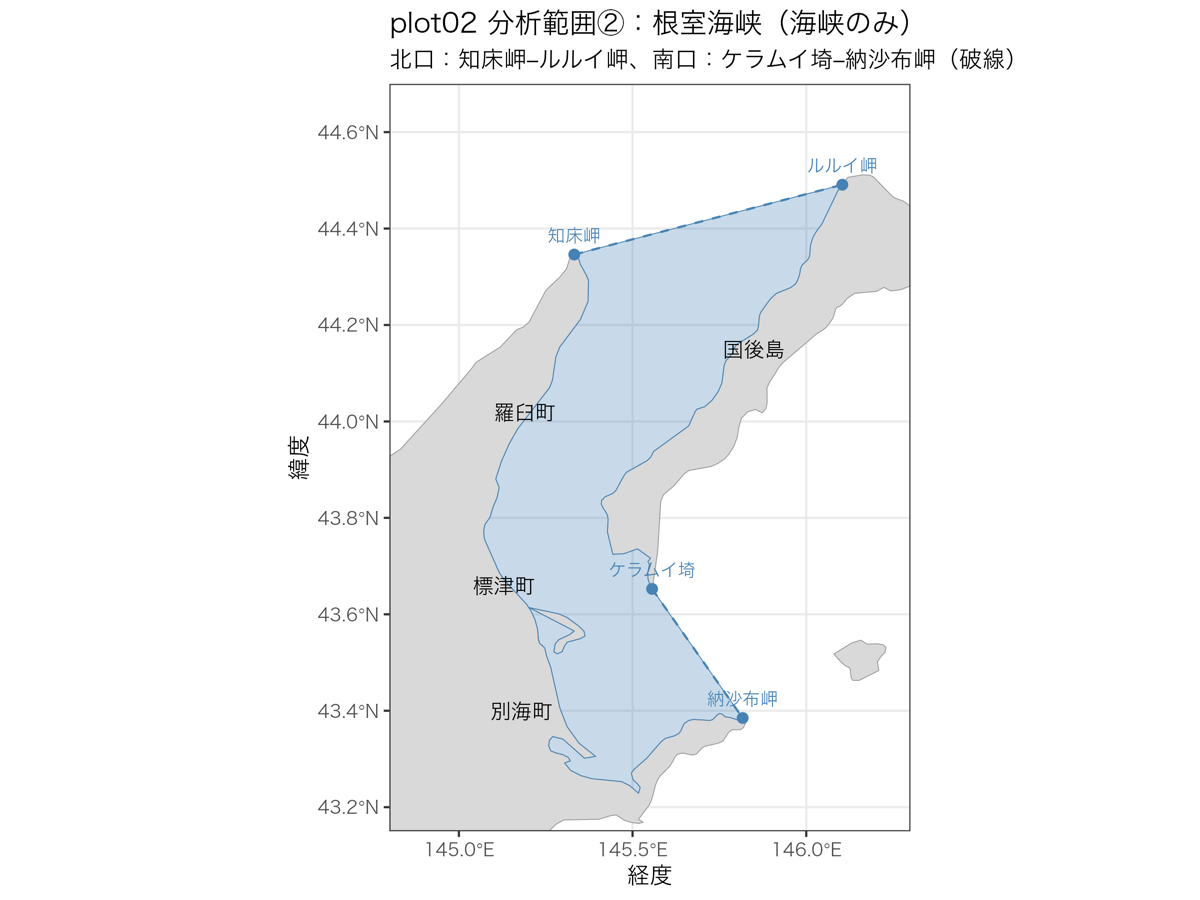 plot02 分析範囲②：根室海峡（海峡のみ）
北口：知床岬–ルルイ岬、南口：ケラムイ埼–納沙布岬（破線）
44.6°N
44.4°N
44.2°N
44.0°N
43.8°N
43.6°N
43.4°N
43.2°N
緯度
ルルイ岬
知床岬
国後島
羅臼町
ケラムイ埼
標津町
納沙布岬
別海町
145.0°E
145.5°E
146.0°E
経度